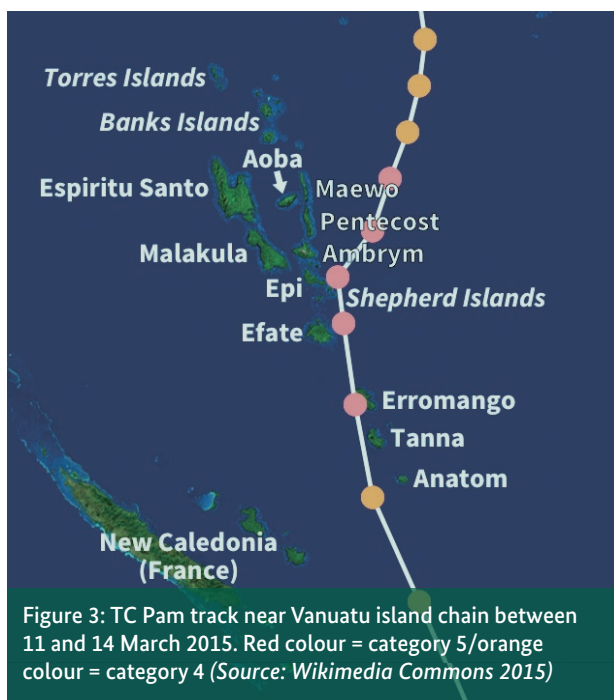 Torres Islands
Banks Islands
Aoba
Espiritu Santo
Maewo
Pentecost
Malakula
Ambrym
Epi
Shepherd Islands
Efate
Erromango
Tanna
Anatom
New Caledonia
(France)
Figure 3: TC Pam track near Vanuatu island chain between
11 and 14 March 2015. Red colour = category 5/orange
colour = category 4 (Source: Wikimedia Commons 2015)